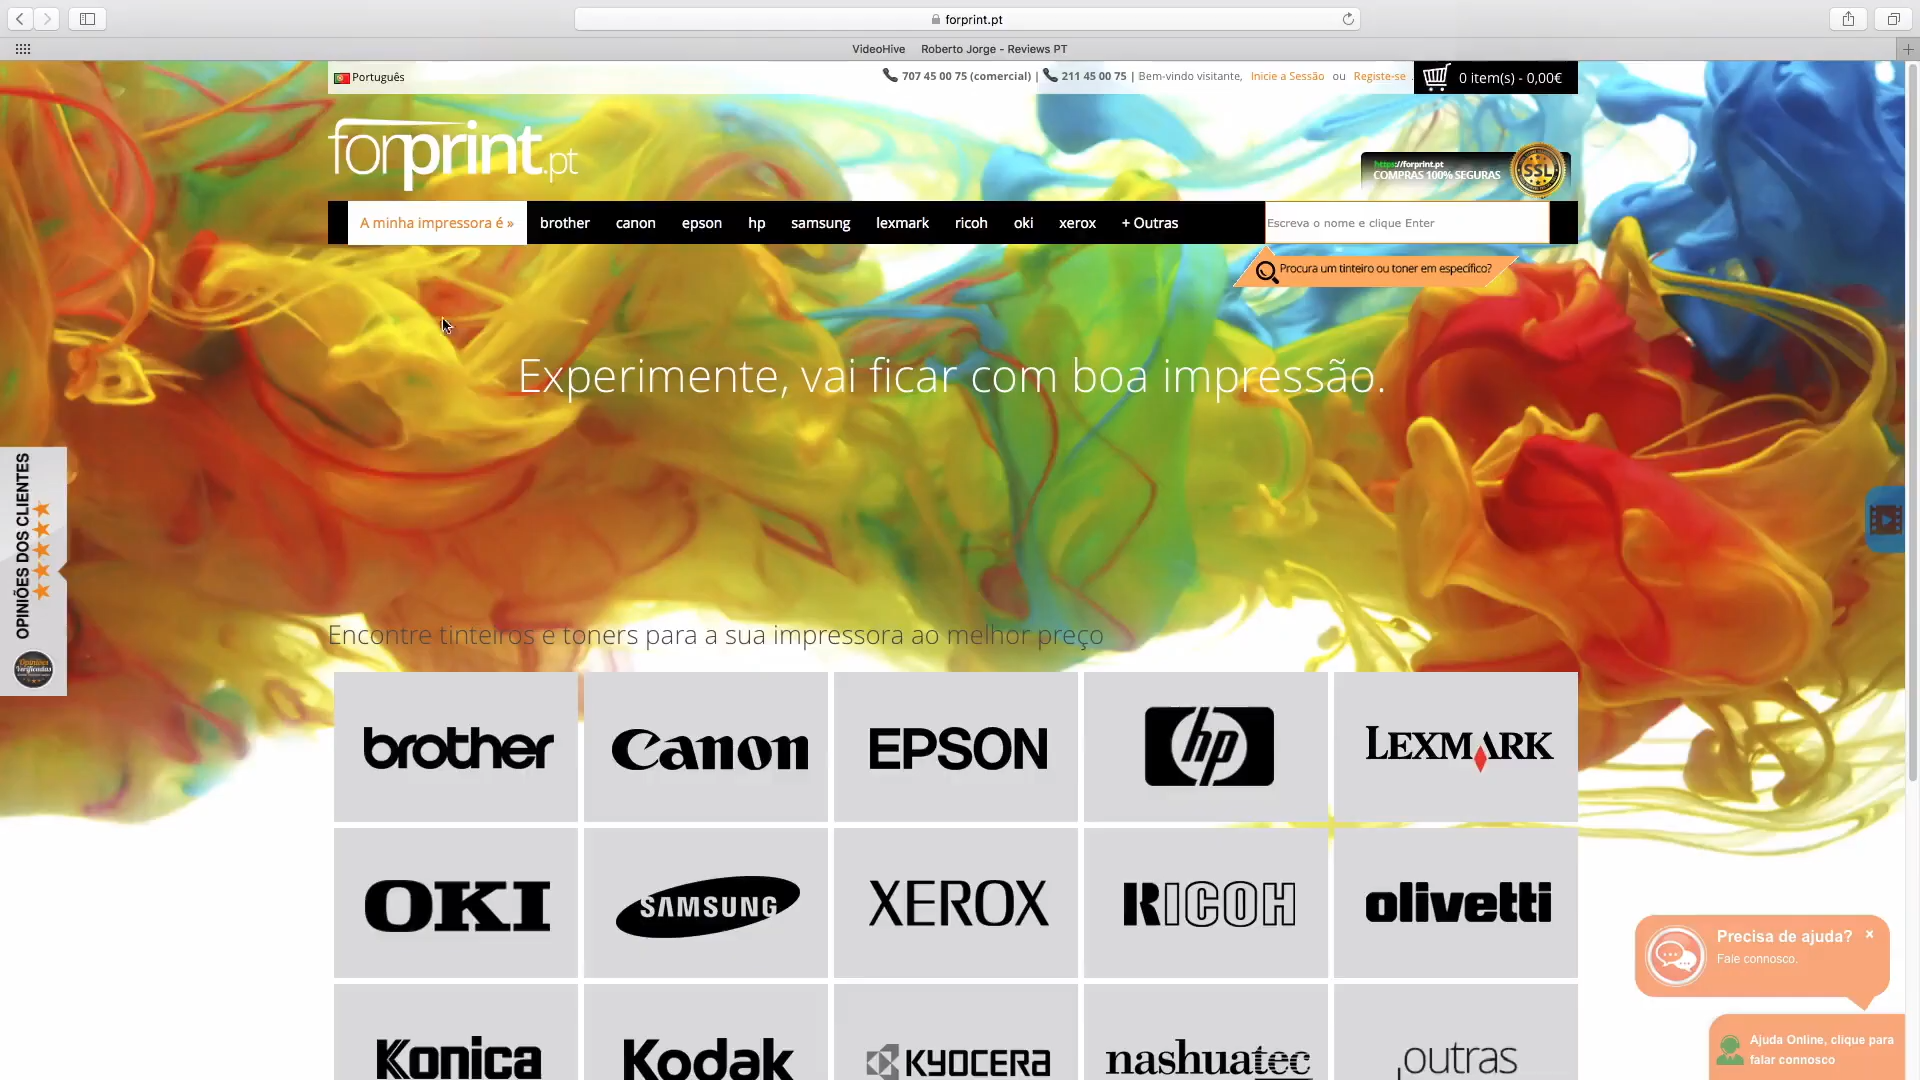 forprint.pt
VideoHive
Roberto Jorge - Reviews PT
Português
707 45 00 75 (comercial) | 211 45 00 75 | Bem-vindo visitante, Inicie a Sessão ou Registe-se .
0 item(s) - 0,00€
forprint.pt
https://forprint.pt
COMPRAS 100% SEGURAS
SSL
A minha impressora é »
brother
canon
epson
hp
samsung
lexmark
ricoh
oki
xerox
+ Outras
Escreva o nome e clique Enter
Procura um tinteiro ou toner em específico?
Experimente, vai ficar com boa impressão.
OPINIÕES DOS CLIENTES
Opiniões
Verificadas
Encontre tinteiros e toners para a sua impressora ao melhor preço
brother
Canon
EPSON
hp
LEXMARK
OKI
SAMSUNG
XEROX
RICOH
olivetti
Konica
Kodak
KYOCERA
nashuatec
outras
Precisa de ajuda?
×
Fale connosco.
Ajuda Online, clique para
falar connosco